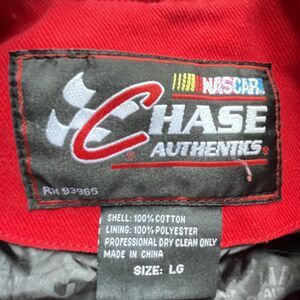 NASCAR
CHASE
AUTHENTICS
RN 93965
SHELL: 100% COTTON
LINING: 100% POLYESTER
PROFESSIONAL DRY CLEAN ONLY
MADE IN CHINA
SIZE: LG